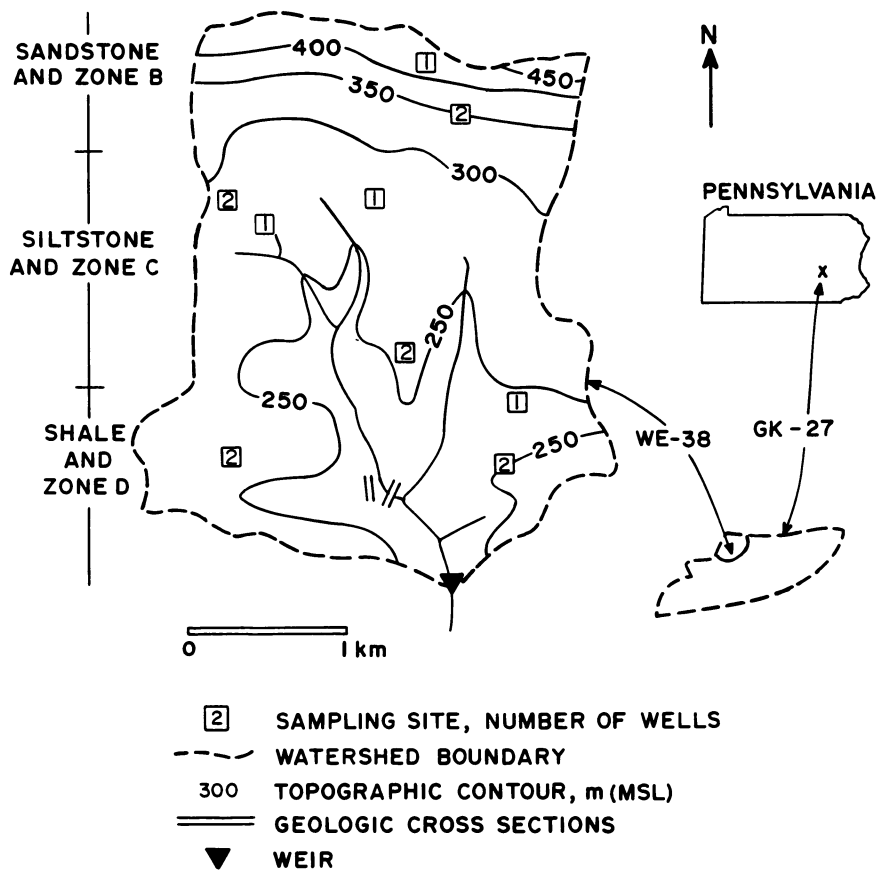 SANDSTONE
AND ZONE B
400
1
450
350
2
300
N
PENNSYLVANIA
x
2
1
1
SILTSTONE
AND ZONE C
250
2
250
1
SHALE
AND
ZONE D
2
2
250
WE-38
GK-27
0
1 km
2 SAMPLING SITE, NUMBER OF WELLS
WATERSHED BOUNDARY
300 TOPOGRAPHIC CONTOUR, m (MSL)
GEOLOGIC CROSS SECTIONS
WEIR